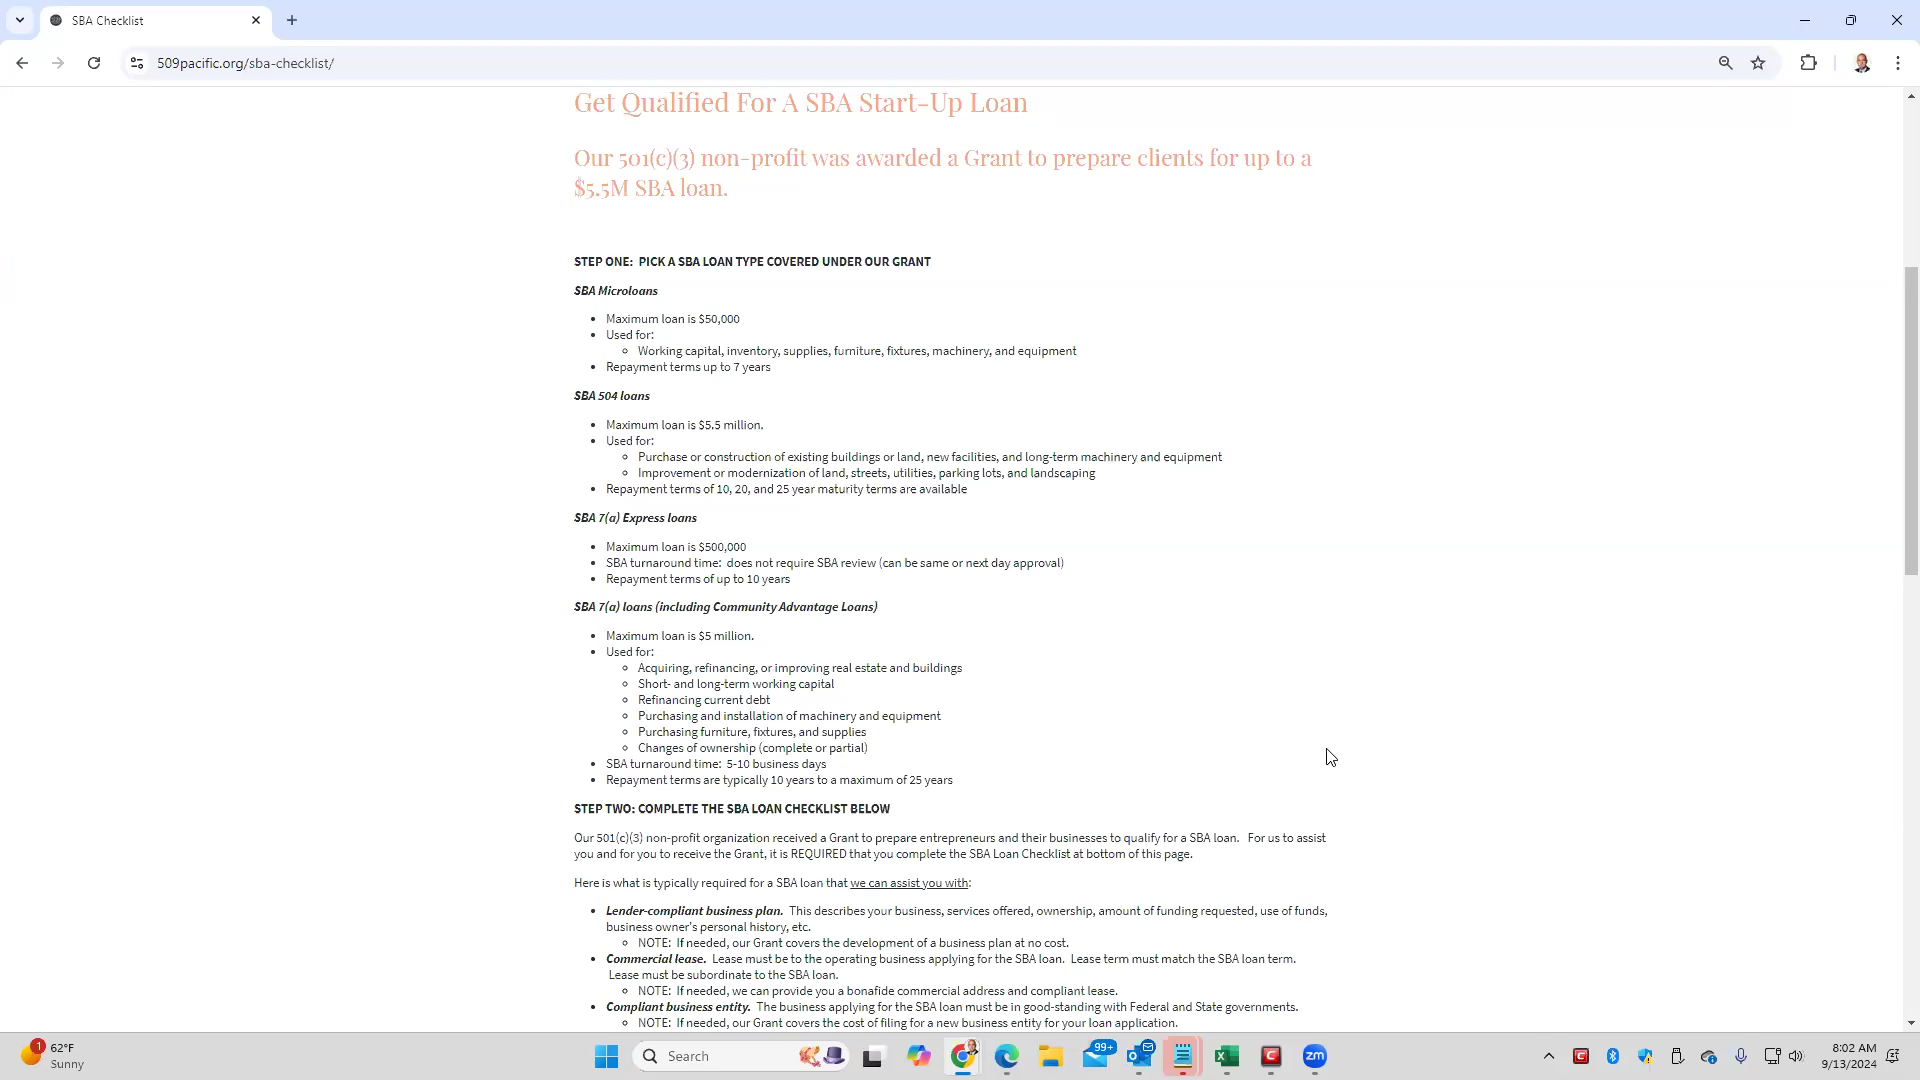 SBA Checklist
509pacific.org/sba-checklist/
Get Qualified For A SBA Start-Up Loan
Our 501(c)(3) non-profit was awarded a Grant to prepare clients for up to a
$5.5M SBA loan.
STEP ONE:  PICK A SBA LOAN TYPE COVERED UNDER OUR GRANT
SBA Microloans
Maximum loan is $50,000
Used for:
Working capital, inventory, supplies, furniture, fixtures, machinery, and equipment
Repayment terms up to 7 years
SBA 504 loans
Maximum loan is $5.5 million.
Used for:
Purchase or construction of existing buildings or land, new facilities, and long-term machinery and equipment
Improvement or modernization of land, streets, utilities, parking lots, and landscaping
Repayment terms of 10, 20, and 25 year maturity terms are available
SBA 7(a) Express loans
Maximum loan is $500,000
SBA turnaround time:  does not require SBA review (can be same or next day approval)
Repayment terms of up to 10 years
SBA 7(a) loans (including Community Advantage Loans)
Maximum loan is $5 million.
Used for:
Acquiring, refinancing, or improving real estate and buildings
Short- and long-term working capital
Refinancing current debt
Purchasing and installation of machinery and equipment
Purchasing furniture, fixtures, and supplies
Changes of ownership (complete or partial)
SBA turnaround time:  5-10 business days
Repayment terms are typically 10 years to a maximum of 25 years
STEP TWO: COMPLETE THE SBA LOAN CHECKLIST BELOW
Our 501(c)(3) non-profit organization received a Grant to prepare entrepreneurs and their businesses to qualify for a SBA loan.   For us to assist
you and for you to receive the Grant, it is REQUIRED that you complete the SBA Loan Checklist at bottom of this page.
Here is what is typically required for a SBA loan that we can assist you with:
Lender-compliant business plan.  This describes your business, services offered, ownership, amount of funding requested, use of funds,
business owner's personal history, etc.
NOTE:  If needed, our Grant covers the development of a business plan at no cost.
Commercial lease.  Lease must be to the operating business applying for the SBA loan.  Lease term must match the SBA loan term.
Lease must be subordinate to the SBA loan.
NOTE:  If needed, we can provide you a bonafide commercial address and compliant lease.
Compliant business entity.  The business applying for the SBA loan must be in good-standing with Federal and State governments.
NOTE:  If needed, our Grant covers the cost of filing for a new business entity for your loan application.
1
62°F
Sunny
Search
99+
zm
8:02 AM
9/13/2024